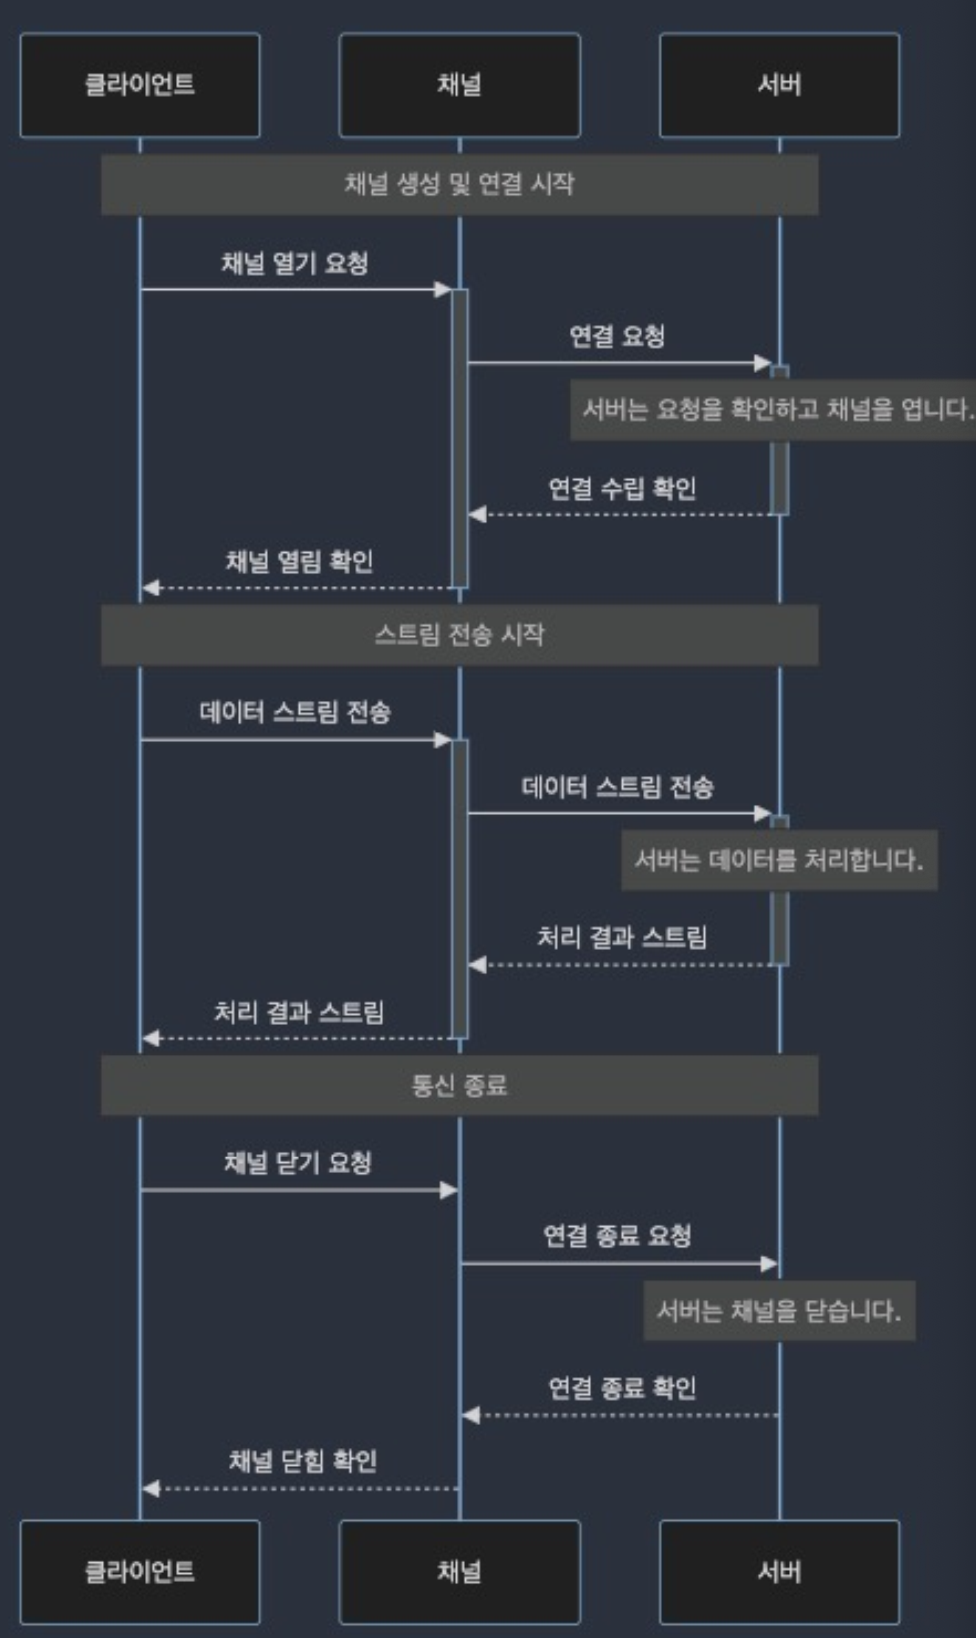 클라이언트
채널
서버
채널 생성 및 연결 시작
채널 열기 요청
연결 요청
서버는 요청을 확인하고 채널을 엽니다.
연결 수립 확인
채널 열림 확인
스트림 전송 시작
데이터 스트림 전송
데이터 스트림 전송
서버는 데이터를 처리합니다.
처리 결과 스트림
처리 결과 스트림
통신 종료
채널 닫기 요청
연결 종료 요청
서버는 채널을 닫습니다.
연결 종료 확인
채널 닫힘 확인
클라이언트
채널
서버